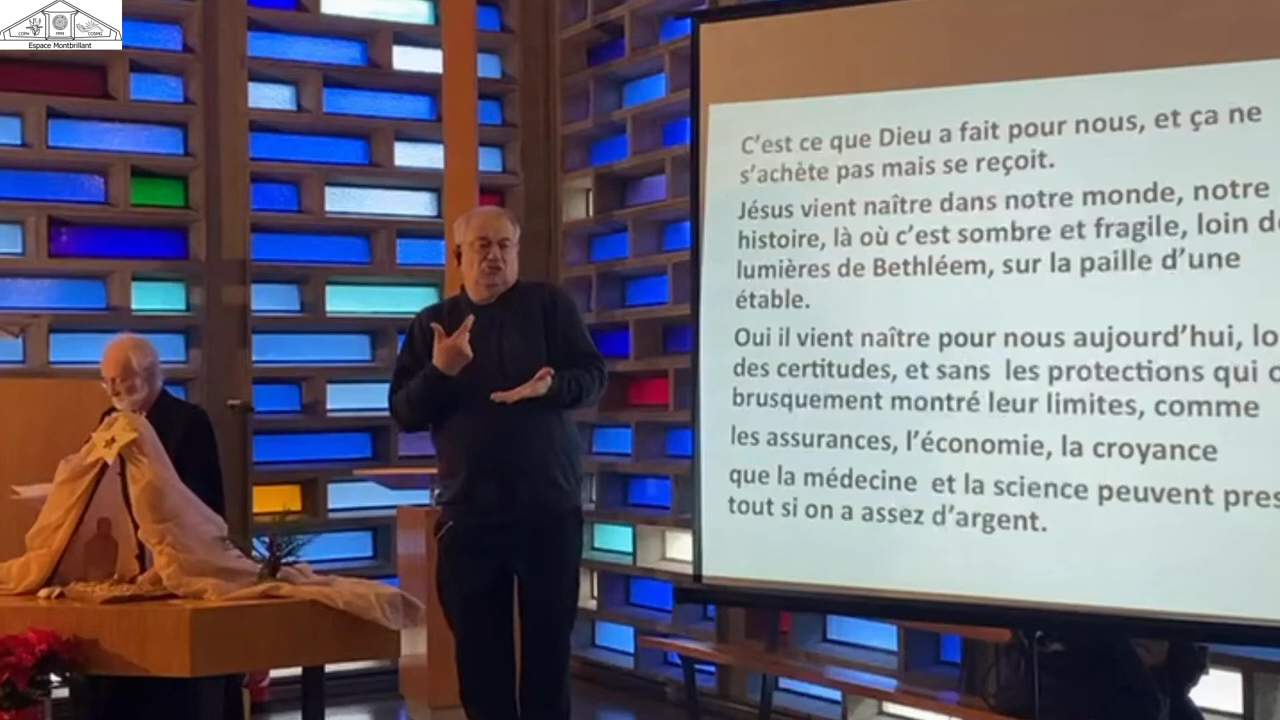 COPH PPH COSMG
Espace Montbrillant
C'est ce que Dieu a fait pour nous, et ça ne
s'achète pas mais se reçoit.
Jésus vient naître dans notre monde, notre
histoire, là où c'est sombre et fragile, loin
lumières de Bethléem, sur la paille d'une
étable.
Oui il vient naître pour nous aujourd'hui,
des certitudes, et sans les protections qui
brusquement montré leur limites, comme
les assurances, l'économie, la croyance
que la médecine et la science peuvent
tout si on a assez d'argent.